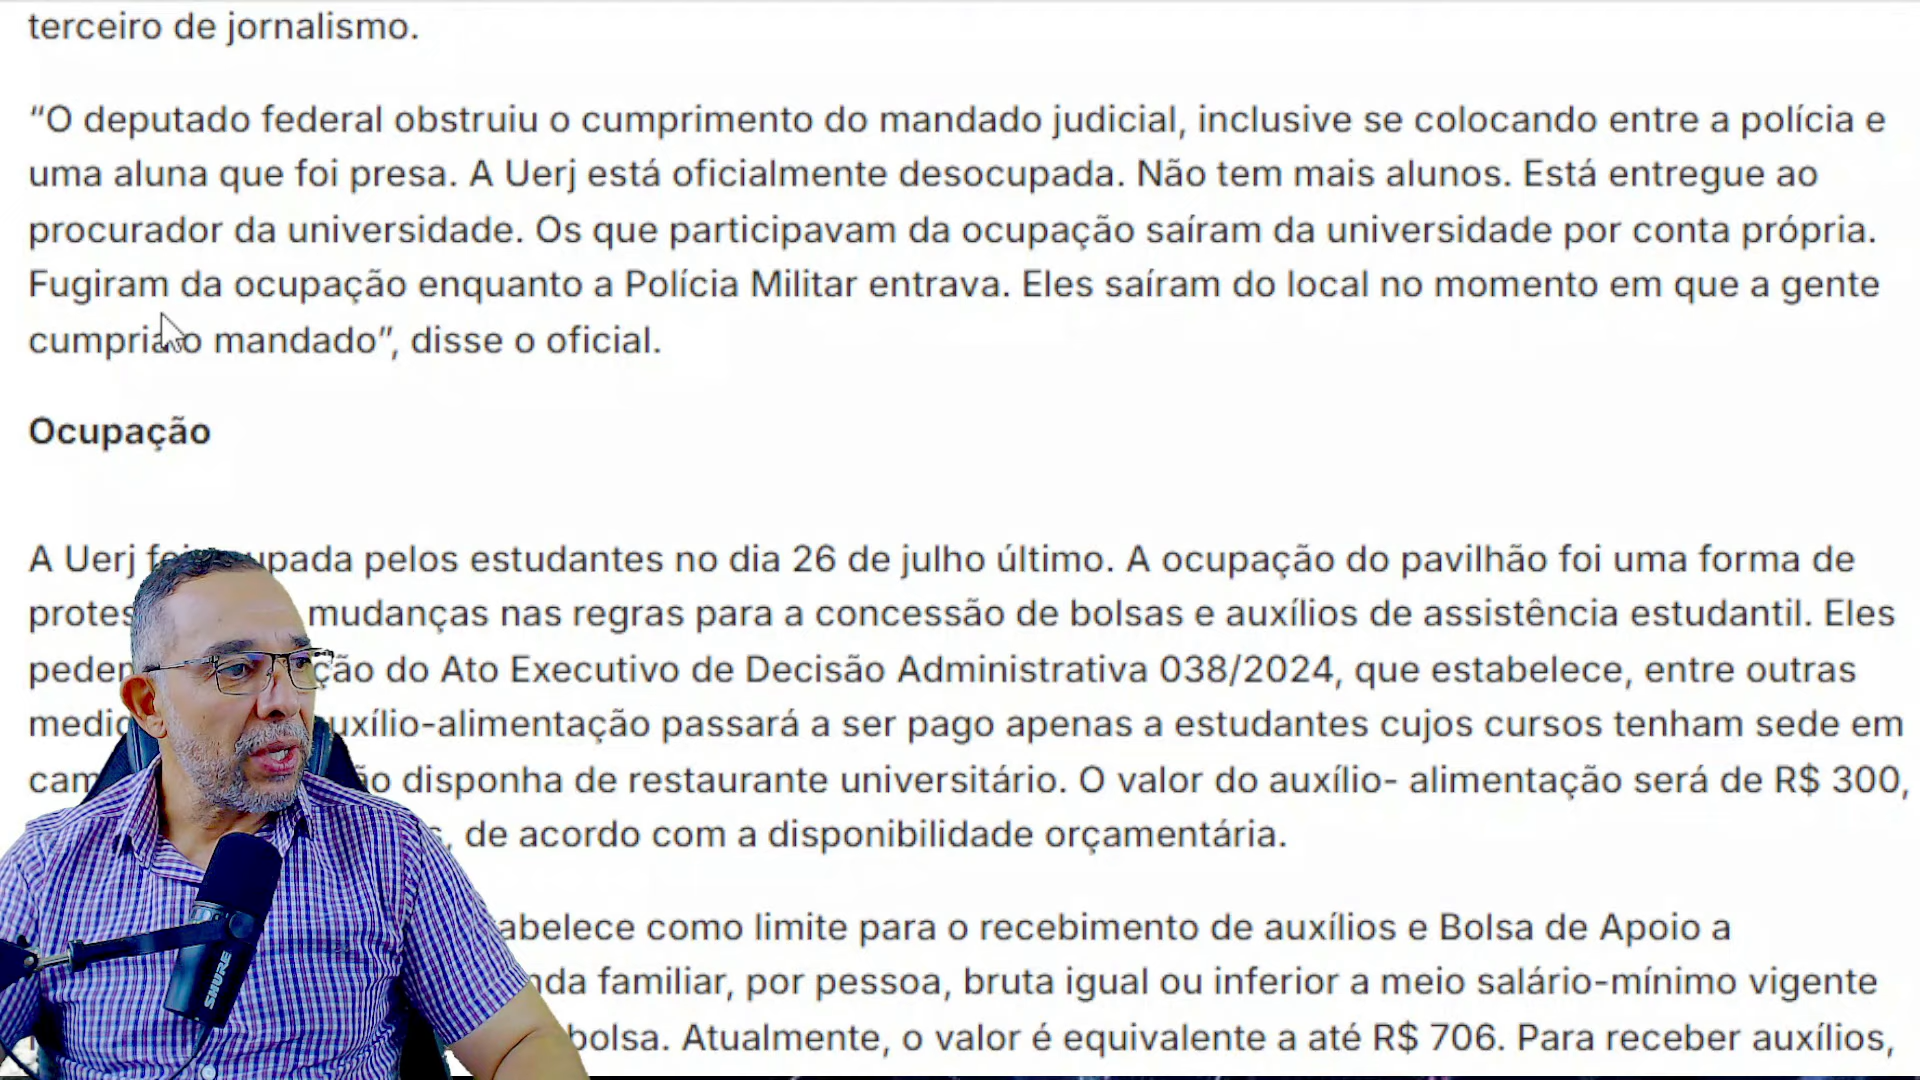 terceiro de jornalismo.
“O deputado federal obstruiu o cumprimento do mandado judicial, inclusive se colocando entre a polícia e
uma aluna que foi presa. A Uerj está oficialmente desocupada. Não tem mais alunos. Está entregue ao
procurador da universidade. Os que participavam da ocupação saíram da universidade por conta própria.
Fugiram da ocupação enquanto a Polícia Militar entrava. Eles saíram do local no momento em que a gente
cumpria o mandado”, disse o oficial.
Ocupação
A Uerj pelos estudantes no dia 26 de julho último. A ocupação do pavilhão foi uma forma de
mudanças nas regras para a concessão de bolsas e auxílios de assistência estudantil. Eles
do Ato Executivo de Decisão Administrativa 038/2024, que estabelece, entre outras
auxílio-alimentação passará a ser pago apenas a estudantes cujos cursos tenham sede em
disponha de restaurante universitário. O valor do auxílio- alimentação será de R$ 300,
de acordo com a disponibilidade orçamentária.
como limite para o recebimento de auxílios e Bolsa de Apoio a
familiar, por pessoa, bruta igual ou inferior a meio salário-mínimo vigente
bolsa. Atualmente, o valor é equivalente a até R$ 706. Para receber auxílios,
SHURE